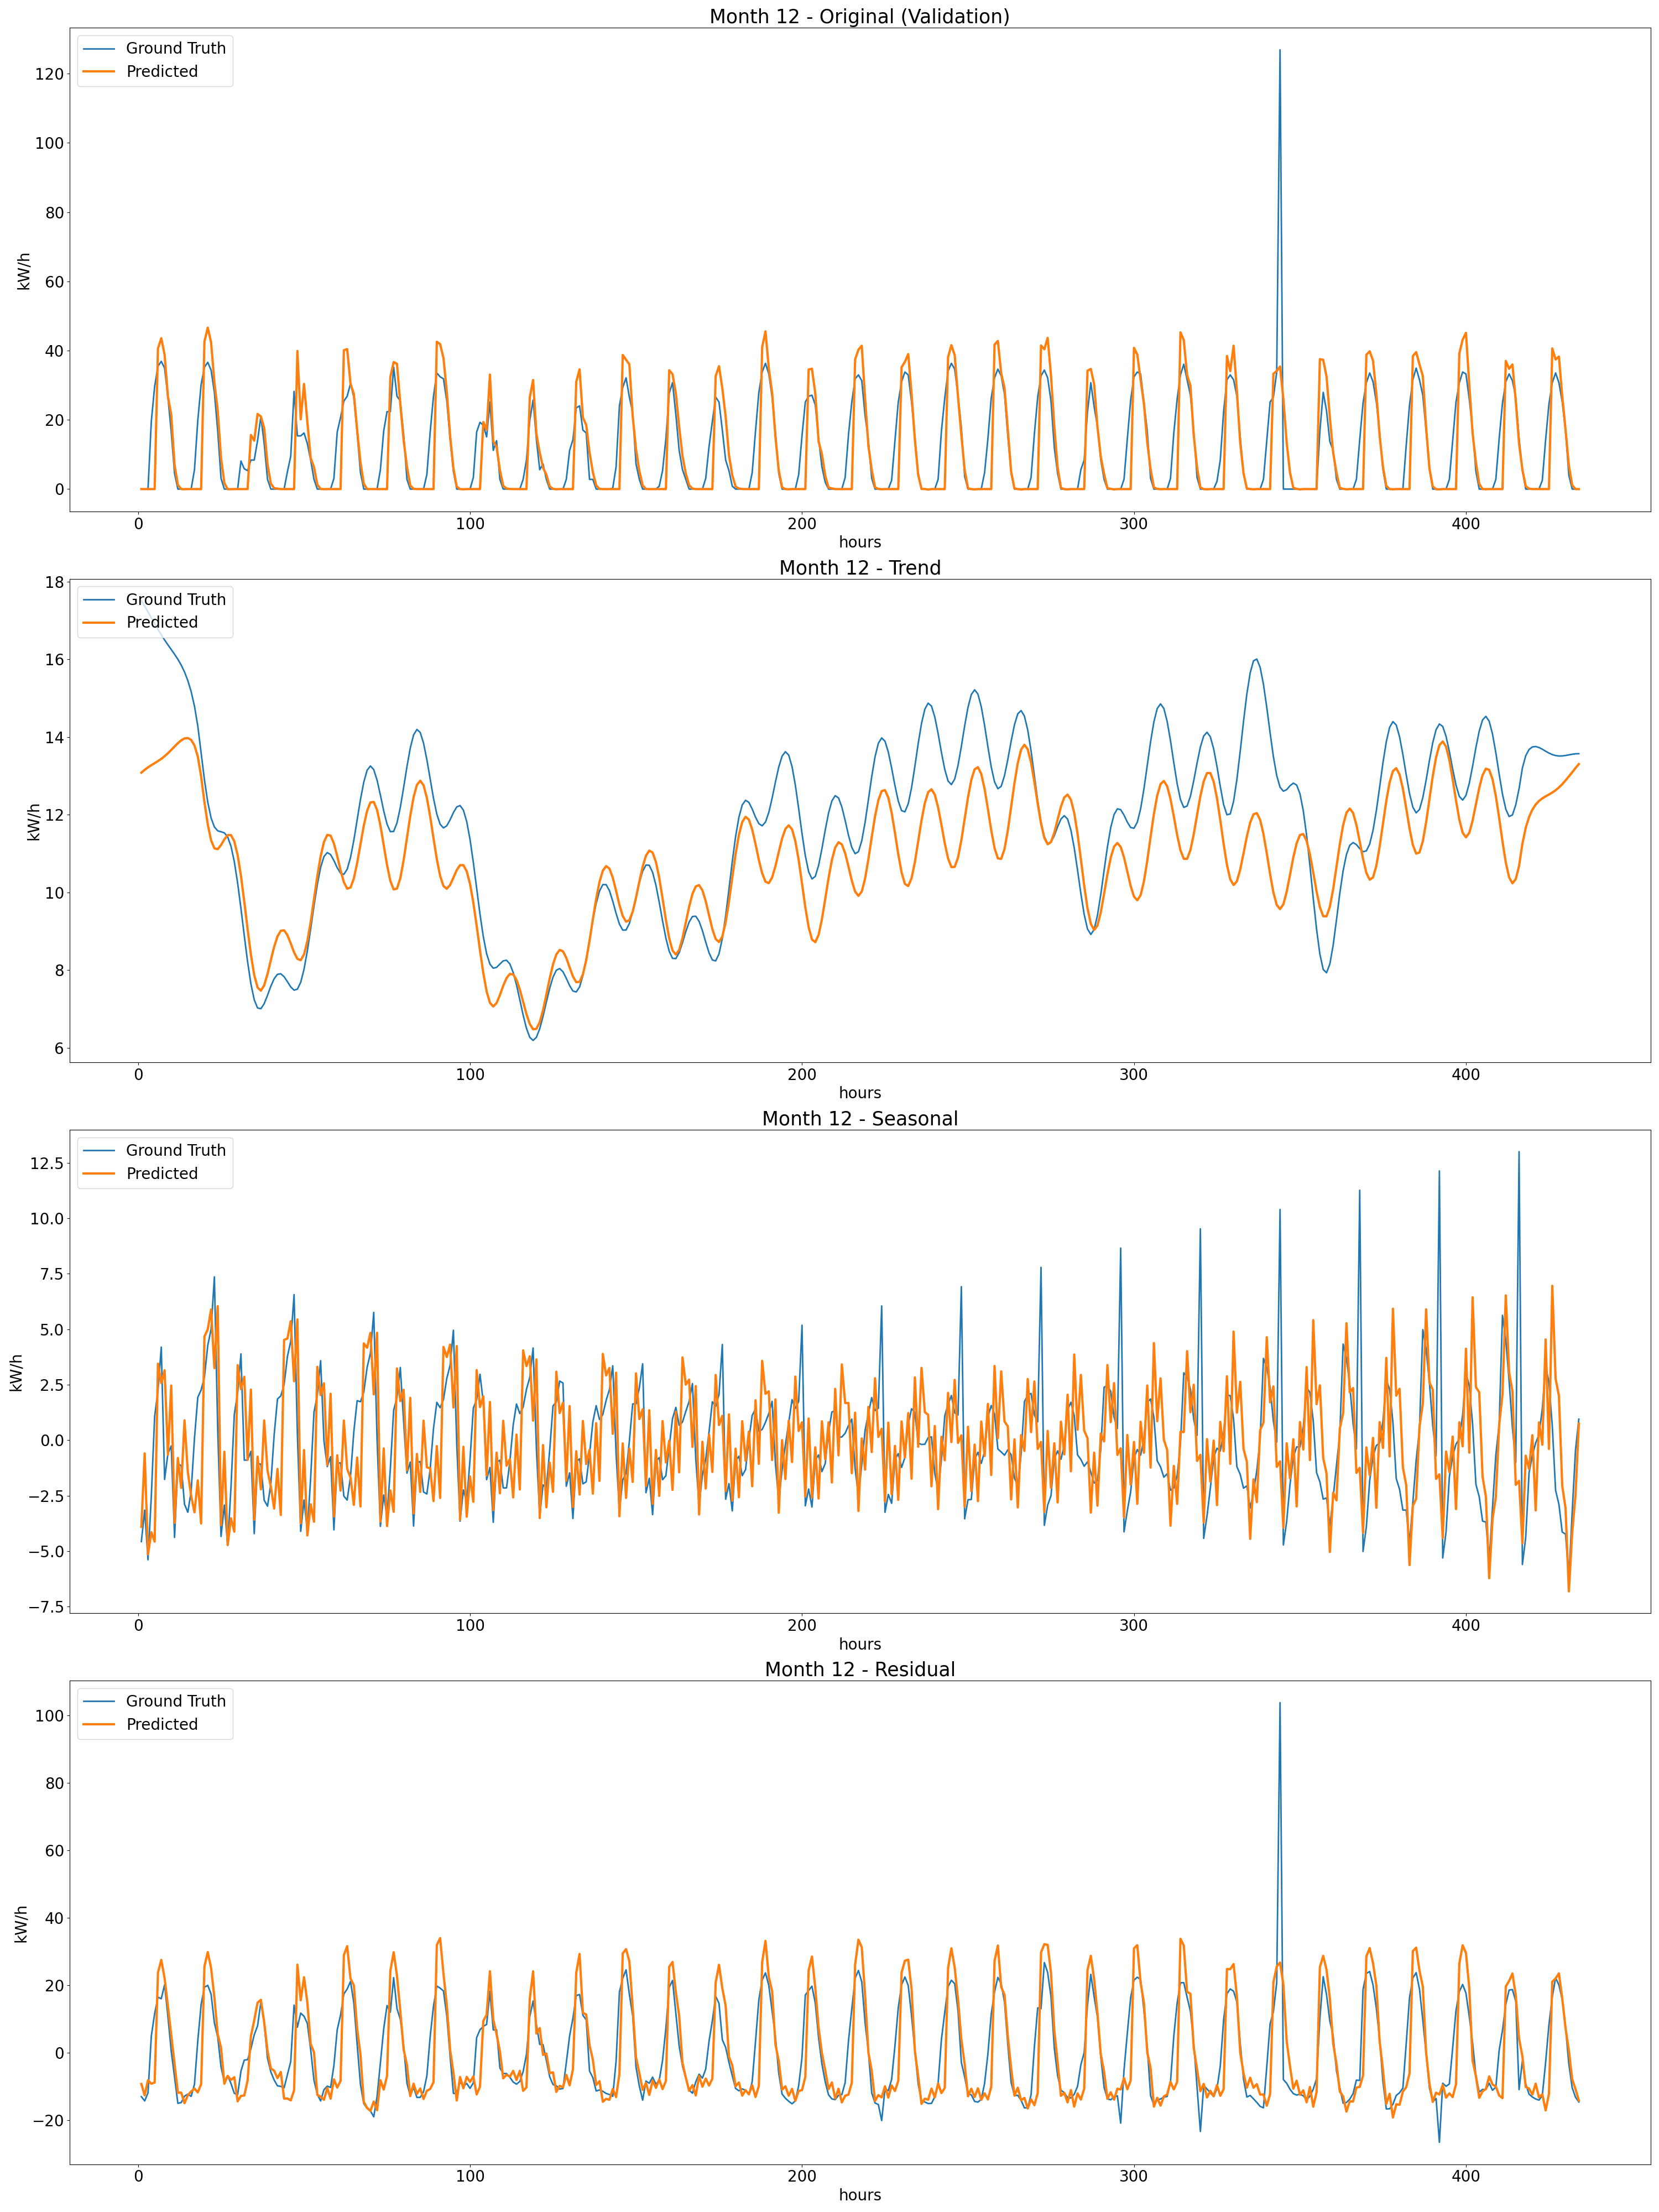 Month 12 - Original (Validation)
Ground Truth
Predicted
120
100
80
60
40
20
0
kW/h
0 100 200 300 400
hours
Month 12 - Trend
Ground Truth
Predicted
18
16
14
12
10
8
6
kW/h
0 100 200 300 400
hours
Month 12 - Seasonal
Ground Truth
Predicted
12.5
10.0
7.5
5.0
2.5
0.0
−2.5
−5.0
−7.5
kW/h
0 100 200 300 400
hours
Month 12 - Residual
Ground Truth
Predicted
100
80
60
40
20
0
−20
kW/h
0 100 200 300 400
hours